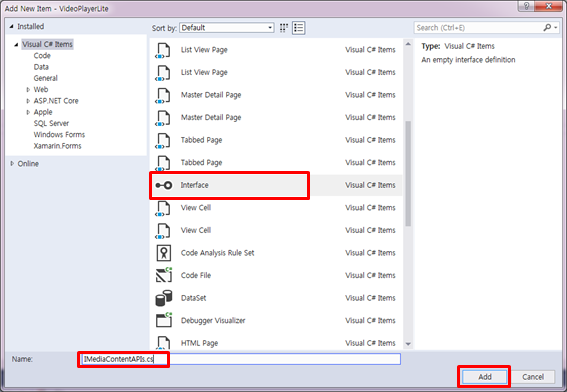 Add New Item - VideoPlayerLite
Installed
Sort by: Default
Search (Ctrl+E)
Visual C# Items
Code
Data
General
Web
ASP.NET Core
Apple
SQL Server
Windows Forms
Xamarin.Forms
Online
List View Page Visual C# Items
List View Page Visual C# Items
Master Detail Page Visual C# Items
Master Detail Page Visual C# Items
Tabbed Page Visual C# Items
Tabbed Page Visual C# Items
Interface Visual C# Items
View Cell Visual C# Items
View Cell Visual C# Items
Code Analysis Rule Set Visual C# Items
Code File Visual C# Items
DataSet Visual C# Items
Debugger Visualizer Visual C# Items
HTML Page Visual C# Items
Type: Visual C# Items
An empty interface definition
Name: IMediaContentAPIs.cs
Add Cancel